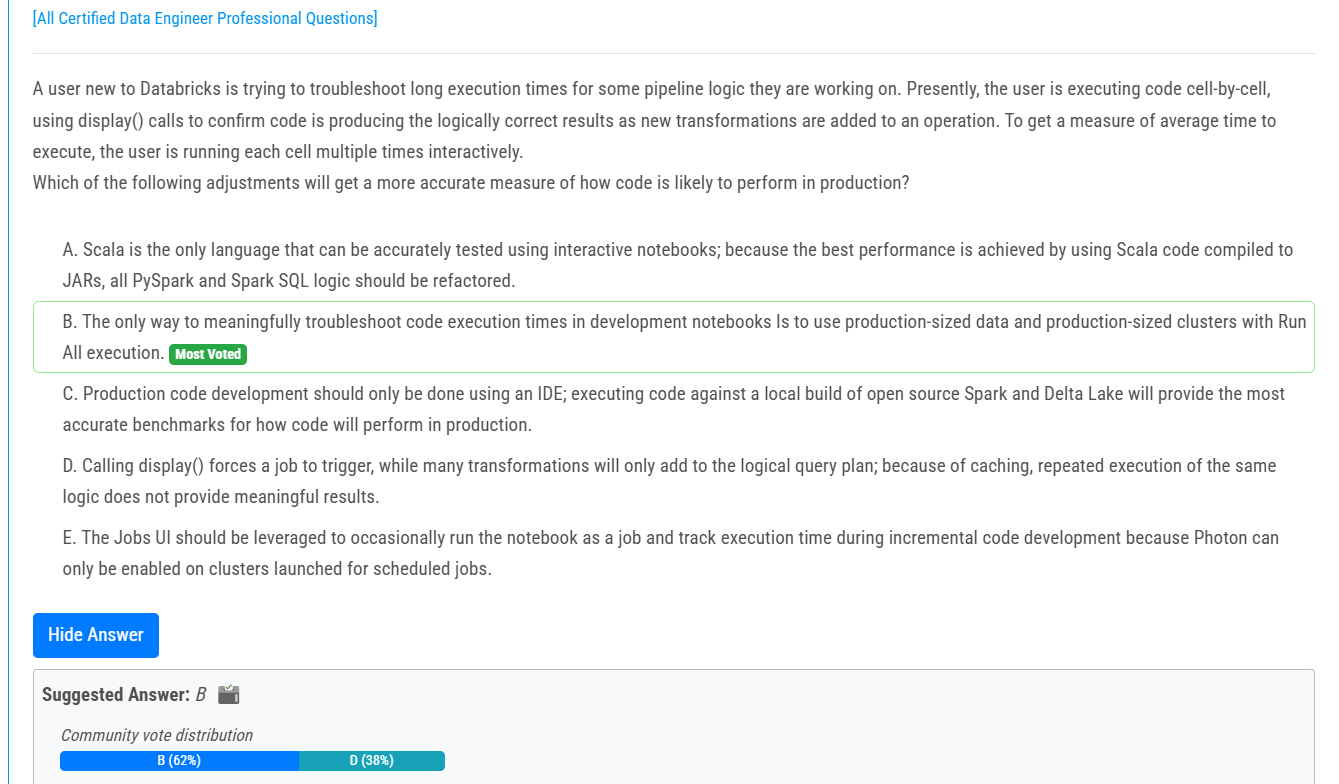 [All Certified Data Engineer Professional Questions]
A user new to Databricks is trying to troubleshoot long execution times for some pipeline logic they are working on. Presently, the user is executing code cell-by-cell,
using display() calls to confirm code is producing the logically correct results as new transformations are added to an operation. To get a measure of average time to
execute, the user is running each cell multiple times interactively.
Which of the following adjustments will get a more accurate measure of how code is likely to perform in production?
A. Scala is the only language that can be accurately tested using interactive notebooks; because the best performance is achieved by using Scala code compiled to
JARs, all PySpark and Spark SQL logic should be refactored.
B. The only way to meaningfully troubleshoot code execution times in development notebooks Is to use production-sized data and production-sized clusters with Run
All execution. Most Voted
C. Production code development should only be done using an IDE; executing code against a local build of open source Spark and Delta Lake will provide the most
accurate benchmarks for how code will perform in production.
D. Calling display() forces a job to trigger, while many transformations will only add to the logical query plan; because of caching, repeated execution of the same
logic does not provide meaningful results.
E. The Jobs UI should be leveraged to occasionally run the notebook as a job and track execution time during incremental code development because Photon can
only be enabled on clusters launched for scheduled jobs.
Hide Answer
Suggested Answer: B
Community vote distribution
B (62%) D (38%)